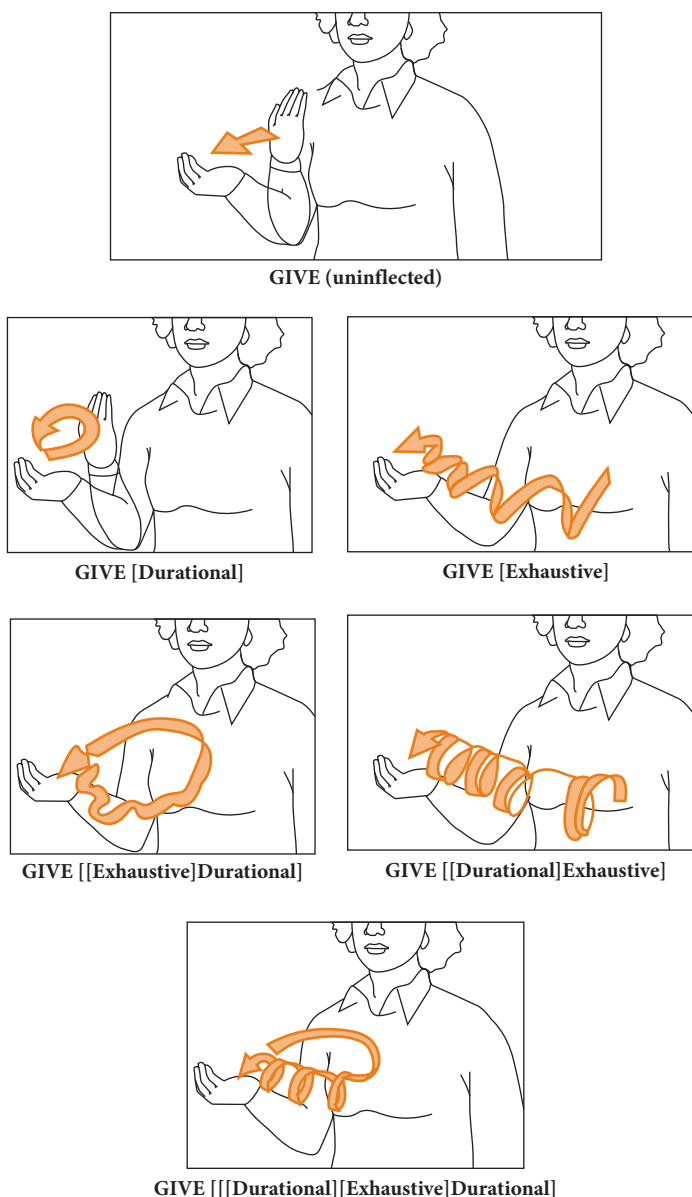 GIVE (uninflected)
GIVE [Durational]
GIVE [Exhaustive]
GIVE [[Exhaustive]Durational]
GIVE [[Durational]Exhaustive]
GIVE [[[Durational][Exhaustive]Durational]